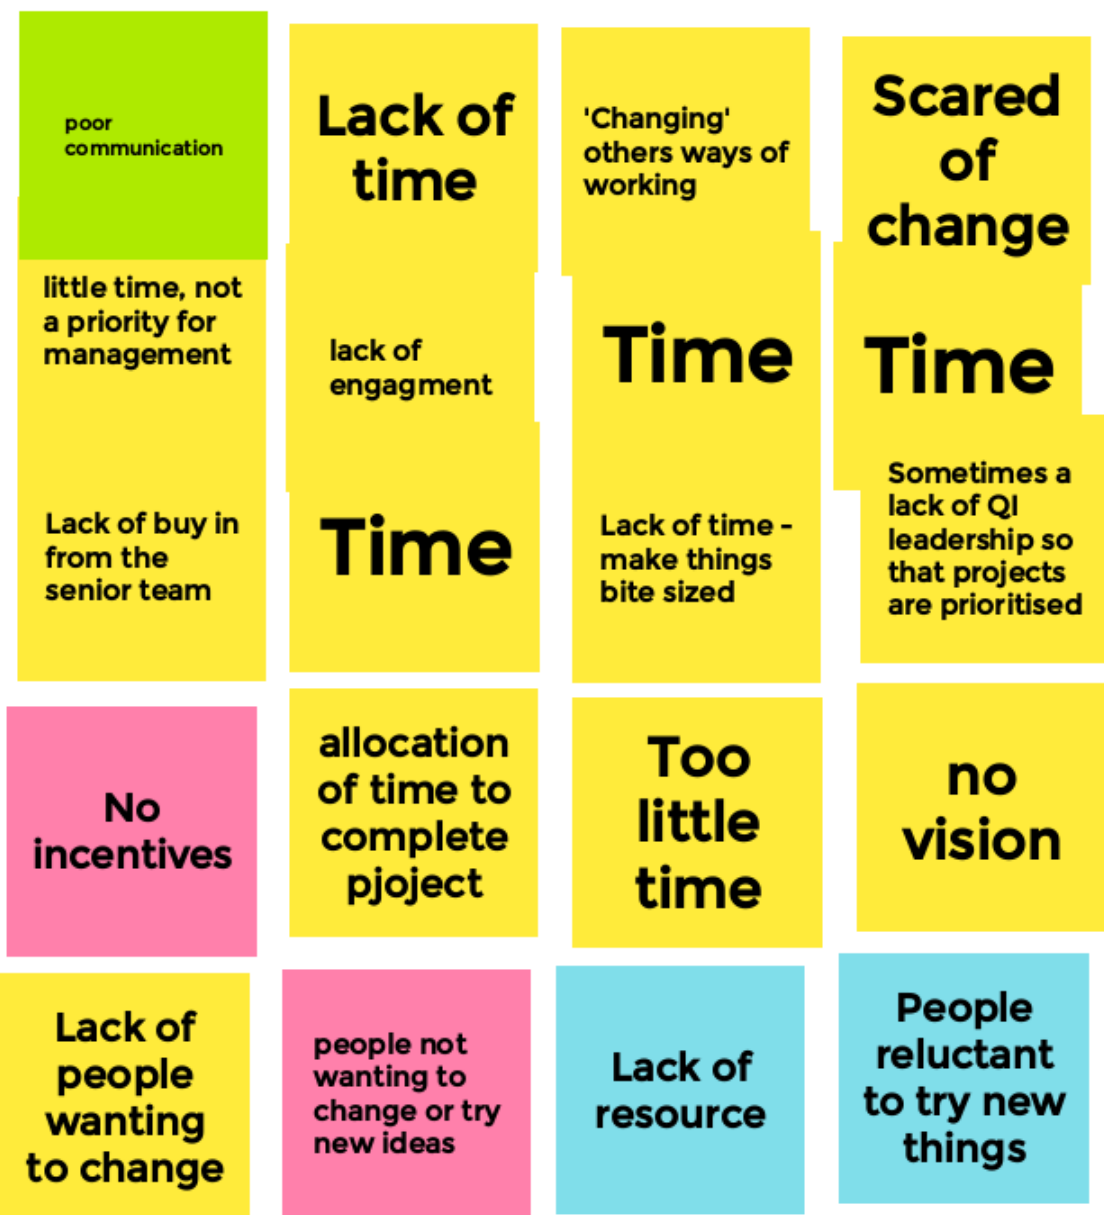 poor
communication
Lack of
time
'Changing'
others ways of
working
Scared
of
change
little time, not
a priority for
management
lack of
engagment
Time
Time
Lack of buy in
from the
senior team
Time
Lack of time -
make things
bite sized
Sometimes a
lack of QI
leadership so
that projects
are prioritised
No
incentives
allocation
of time to
complete
pjoject
Too
little
time
no
vision
Lack of
people
wanting
to change
people not
wanting to
change or try
new ideas
Lack of
resource
People
reluctant
to try new
things